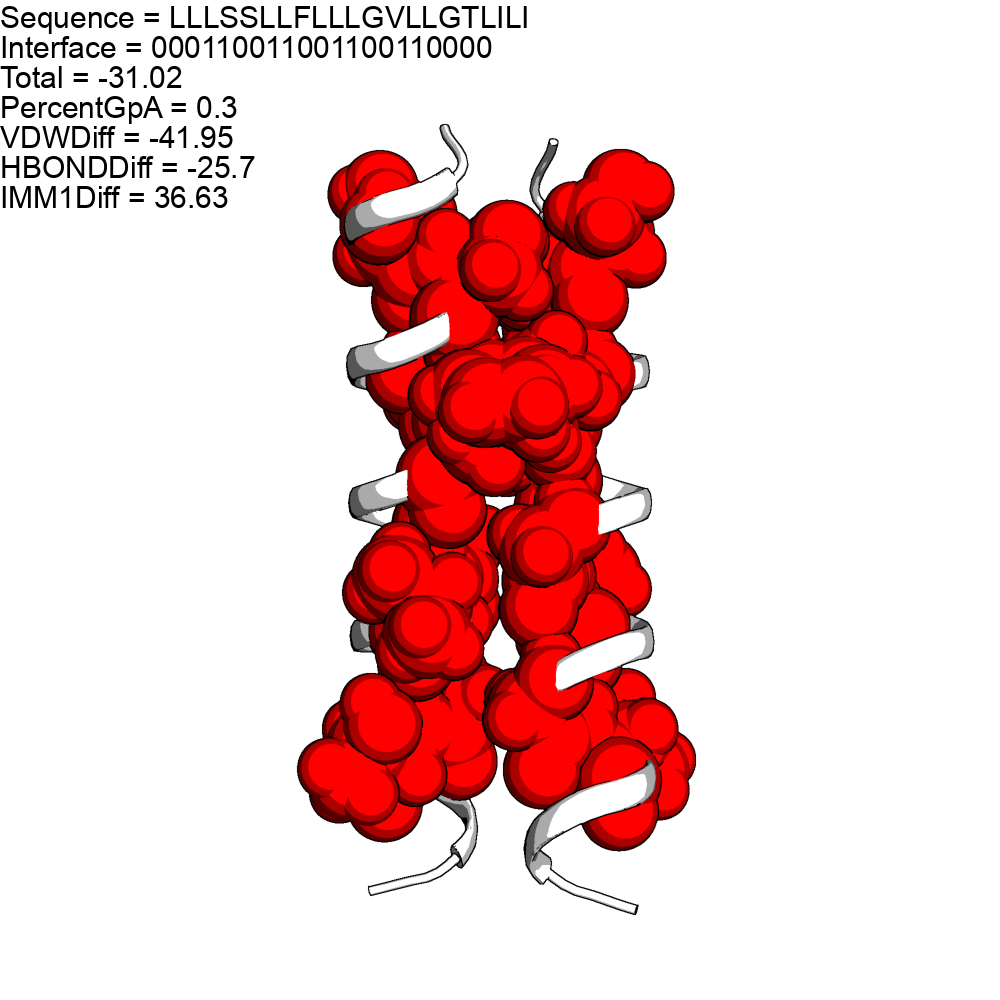 Sequence = LLLSSLLFLLLGVLLGTLILI
Interface = 000110011001100110000
Total = -31.02
PercentGpA = 0.3
VDWDiff = -41.95
HBONDDiff = -25.7
IMM1Diff = 36.63